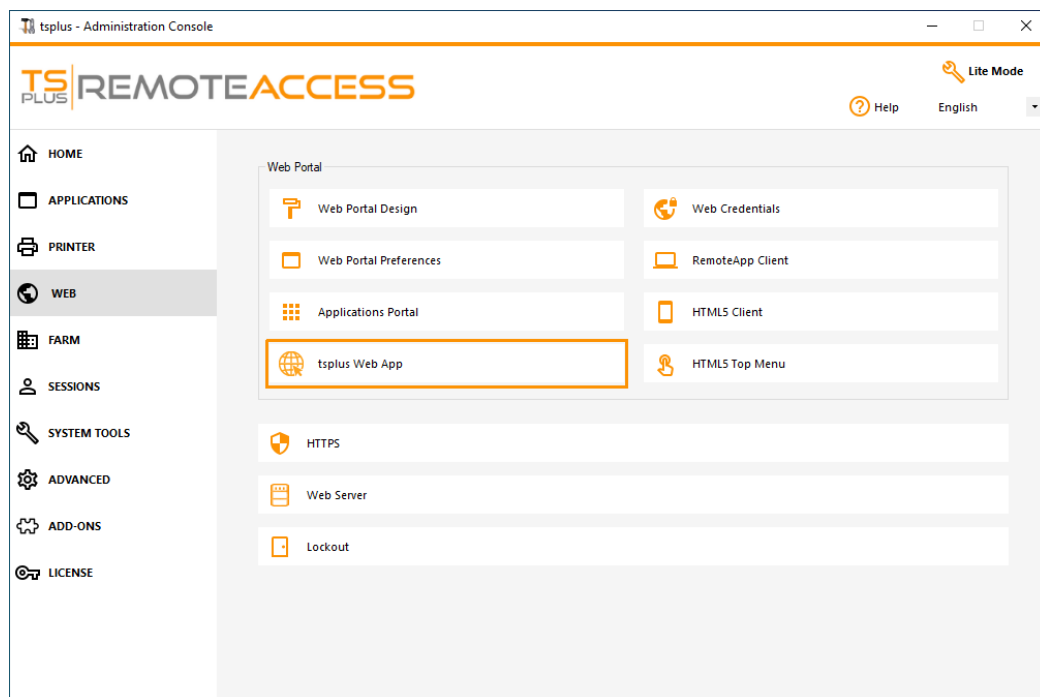 tsplus - Administration Console
TS PLUS REMOTEACCESS
Lite Mode
Help
English
HOME
APPLICATIONS
PRINTER
WEB
FARM
SESSIONS
SYSTEM TOOLS
ADVANCED
ADD-ONS
LICENSE
Web Portal
Web Portal Design
Web Credentials
Web Portal Preferences
RemoteApp Client
Applications Portal
HTML5 Client
tsplus Web App
HTML5 Top Menu
HTTPS
Web Server
Lockout